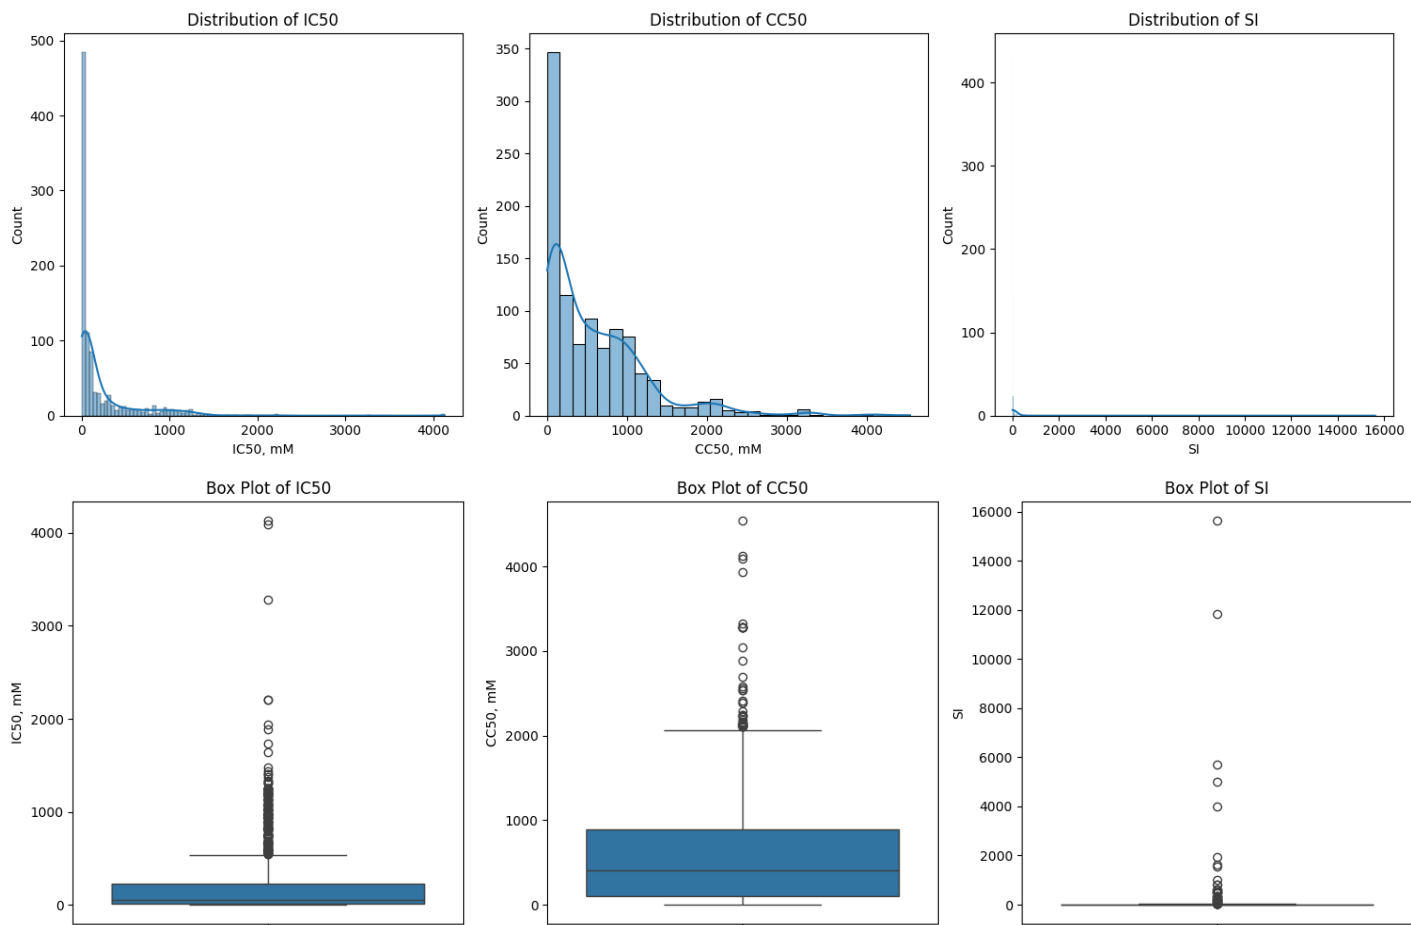 Distribution of IC50
500
400
300
200
100
0
Count
0 1000 2000 3000 4000
IC50, mM
Distribution of CC50
350
300
250
200
150
100
50
0
Count
0 1000 2000 3000 4000
CC50, mM
Distribution of SI
400
300
200
100
0
Count
0 2000 4000 6000 8000 10000 12000 14000 16000
SI
Box Plot of IC50
4000
3000
2000
1000
0
IC50, mM
Box Plot of CC50
4000
3000
2000
1000
0
CC50, mM
Box Plot of SI
16000
14000
12000
10000
8000
6000
4000
2000
0
SI